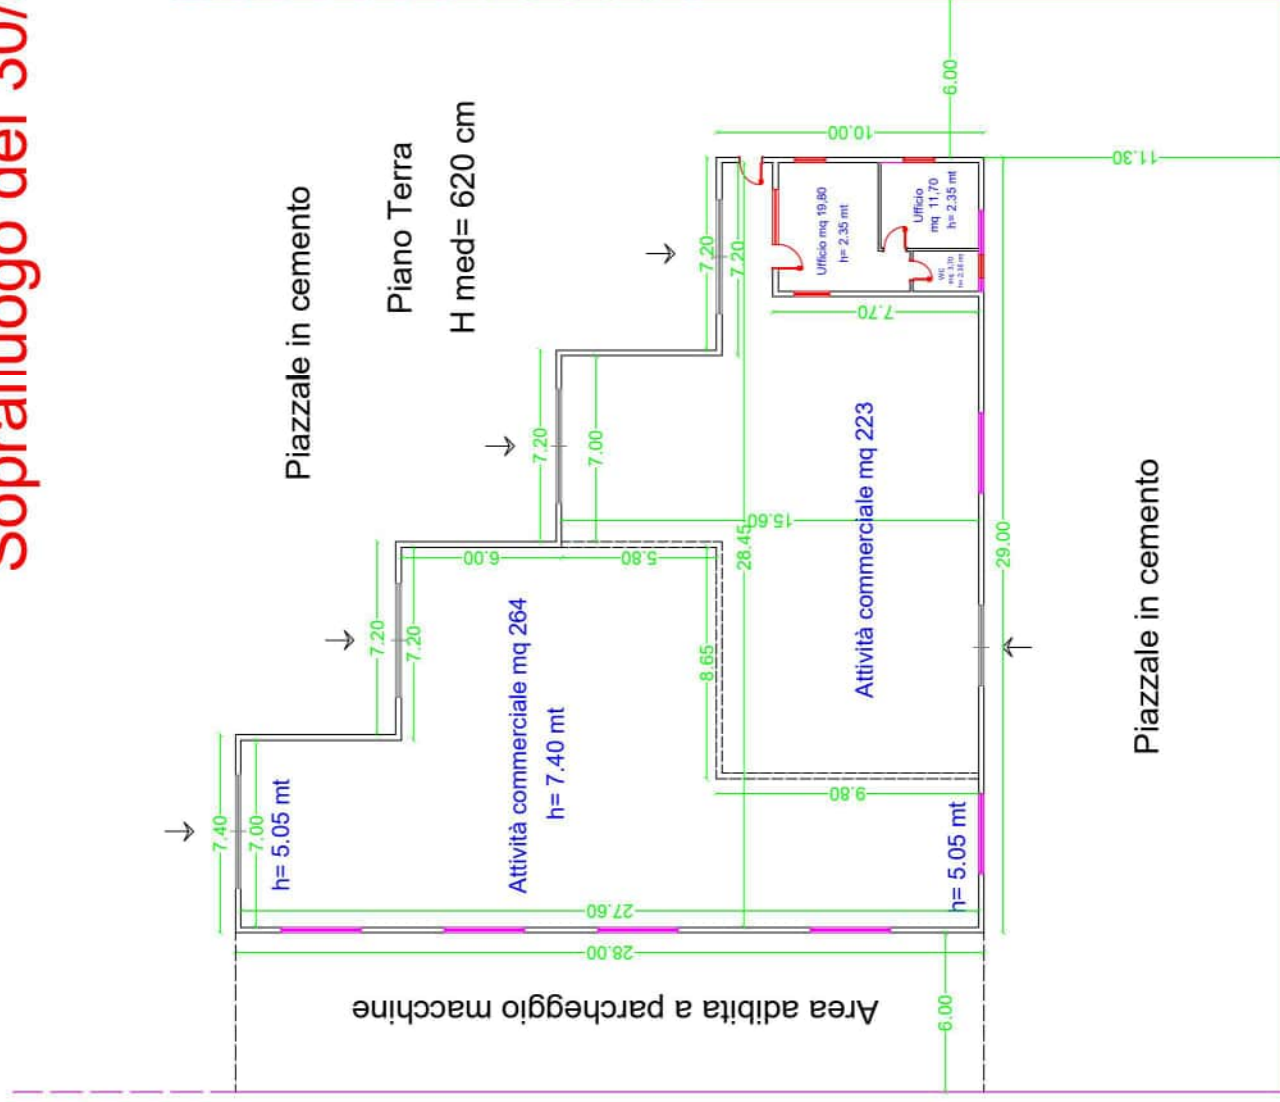 Sopralluogo del 30/
Piazzale in cemento
Piano Terra
H med= 620 cm
6.00
10.00
11.30
7.20
7.20
Ufficio mq 19,80
h= 2.35 mt
Ufficio
mq 11,70
h= 2.35 mt
WC
7.70
7.20
7.00
15.60
28.45
29.00
Attività commerciale mq 223
6.00
5.80
7.20
7.20
8.65
Attività commerciale mq 264
h= 7.40 mt
9.80
7.40
7.00
h= 5.05 mt
h= 5.05 mt
27.60
28.00
Piazzale in cemento
Area adibita a parcheggio macchine
6.00